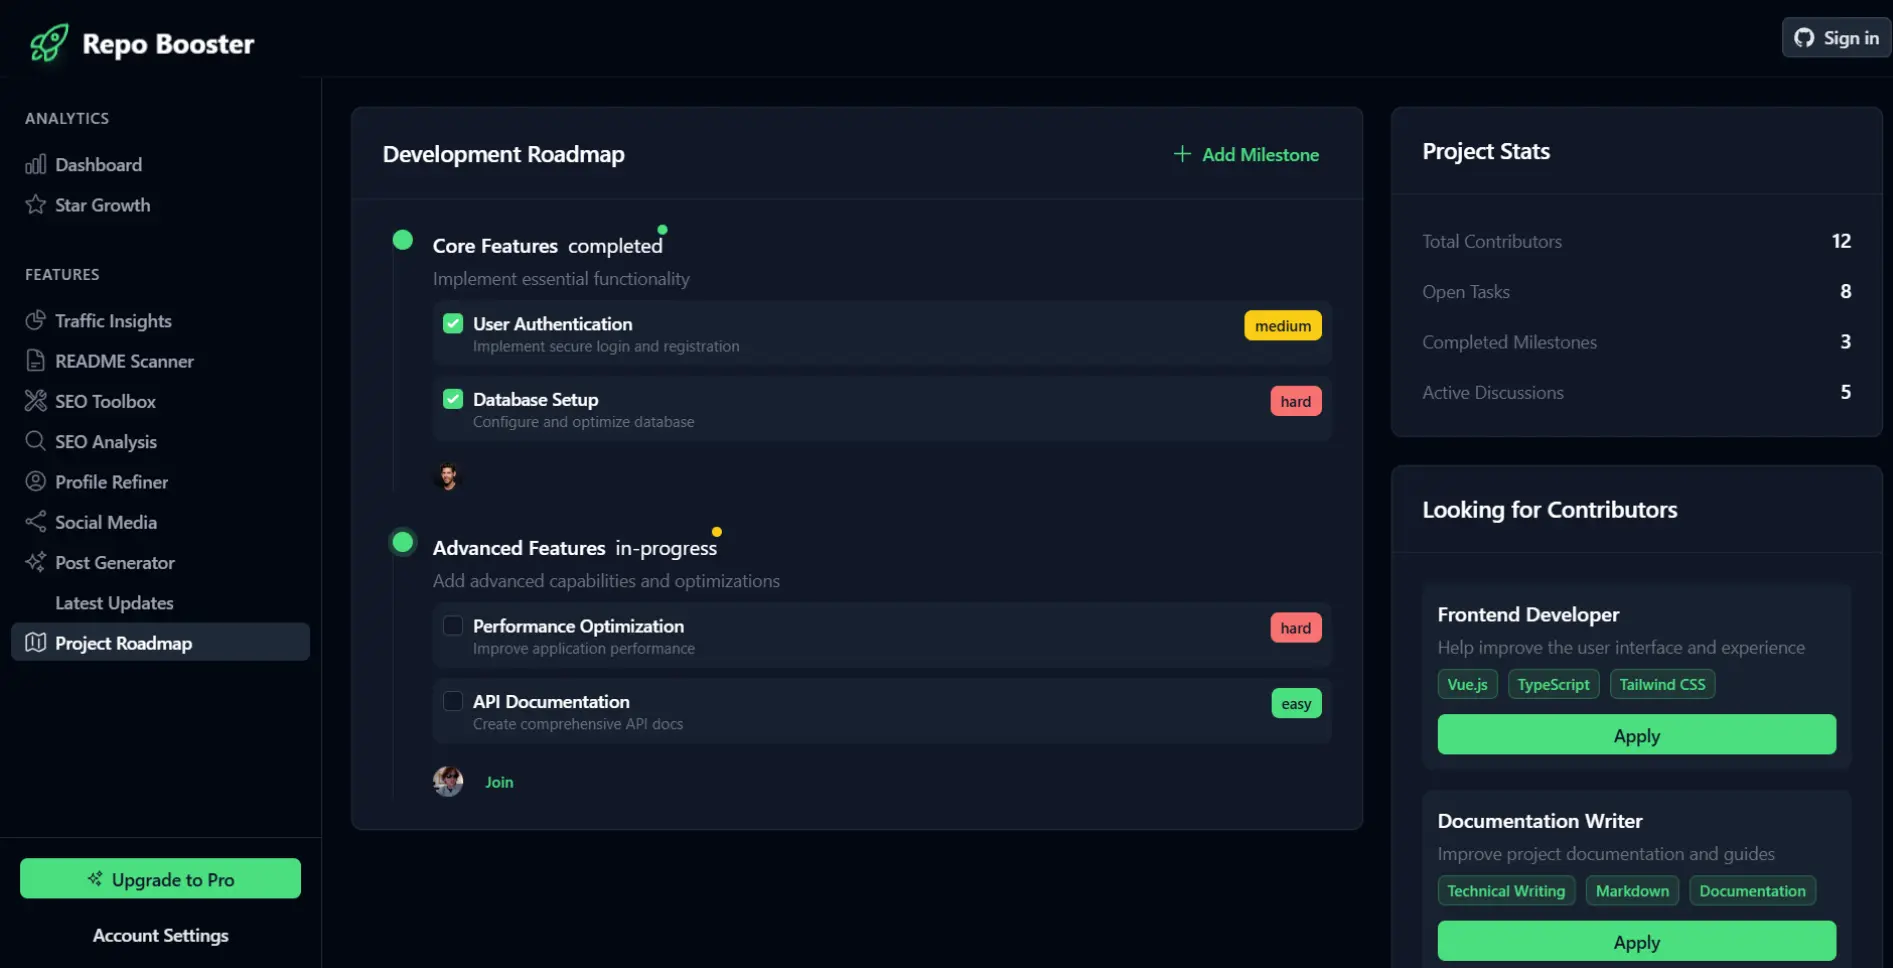 Repo Booster
Sign in
ANALYTICS
Dashboard
Star Growth
FEATURES
Traffic Insights
README Scanner
SEO Toolbox
SEO Analysis
Profile Refiner
Social Media
Post Generator
Latest Updates
Project Roadmap
Upgrade to Pro
Account Settings
Development Roadmap
Add Milestone
Core Features completed
Implement essential functionality
User Authentication medium
Implement secure login and registration
Database Setup hard
Configure and optimize database
Advanced Features in-progress
Add advanced capabilities and optimizations
Performance Optimization hard
Improve application performance
API Documentation easy
Create comprehensive API docs
Join
Project Stats
Total Contributors 12
Open Tasks 8
Completed Milestones 3
Active Discussions 5
Looking for Contributors
Frontend Developer
Help improve the user interface and experience
Vue.js TypeScript Tailwind CSS
Apply
Documentation Writer
Improve project documentation and guides
Technical Writing Markdown Documentation
Apply